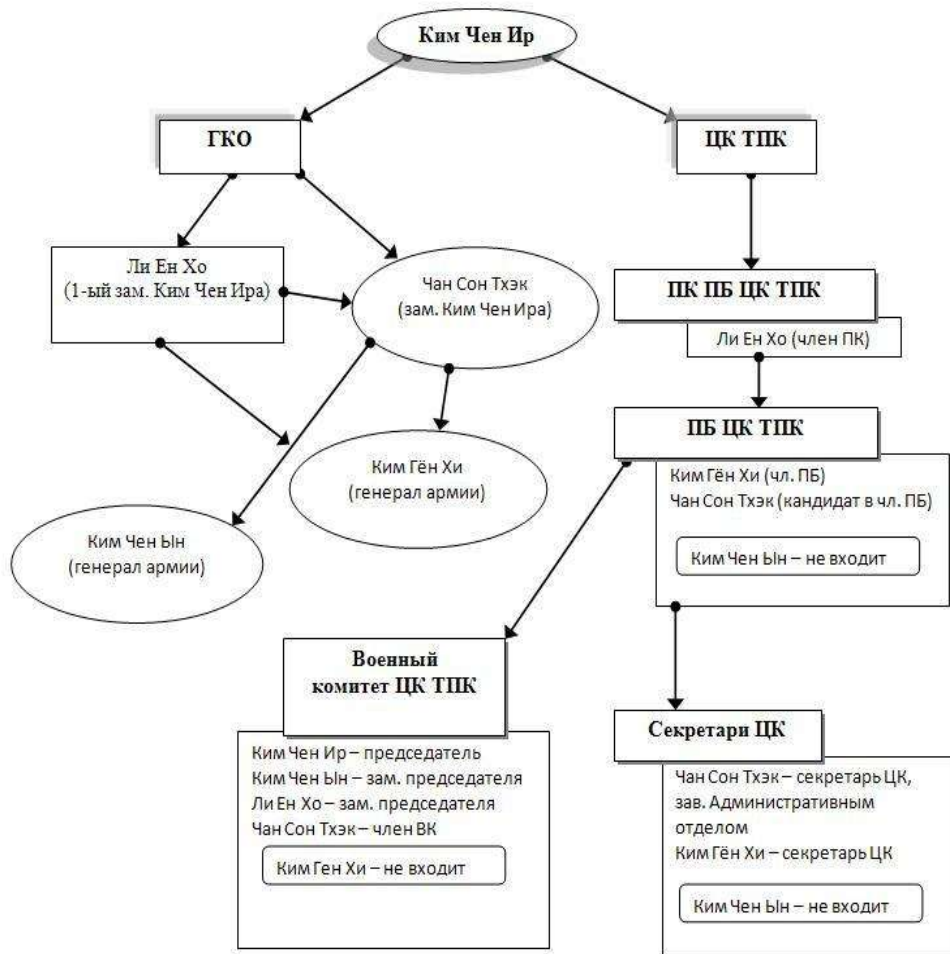 Ким Чен Ир
ГКО
ЦК ТПК
Ли Ен Хо
(1-ый зам. Ким Чен Ира)
Чан Сон Тхэк
(зам. Ким Чен Ира)
ПК ПБ ЦК ТПК
Ли Ен Хо (член ПК)
ПБ ЦК ТПК
Ким Гён Хи (чл. ПБ)
Чан Сон Тхэк (кандидат в чл. ПБ)
Ким Чен Ын – не входит
Ким Гён Хи
(генерал армии)
Ким Чен Ын
(генерал армии)
Военный
комитет ЦК ТПК
Ким Чен Ир – председатель
Ким Чен Ын – зам. председателя
Ли Ен Хо – зам. председателя
Чан Сон Тхэк – член ВК
Ким Ген Хи – не входит
Секретари ЦК
Чан Сон Тхэк – секретарь ЦК,
зав. Административным
отделом
Ким Гён Хи – секретарь ЦК
Ким Чен Ын – не входит